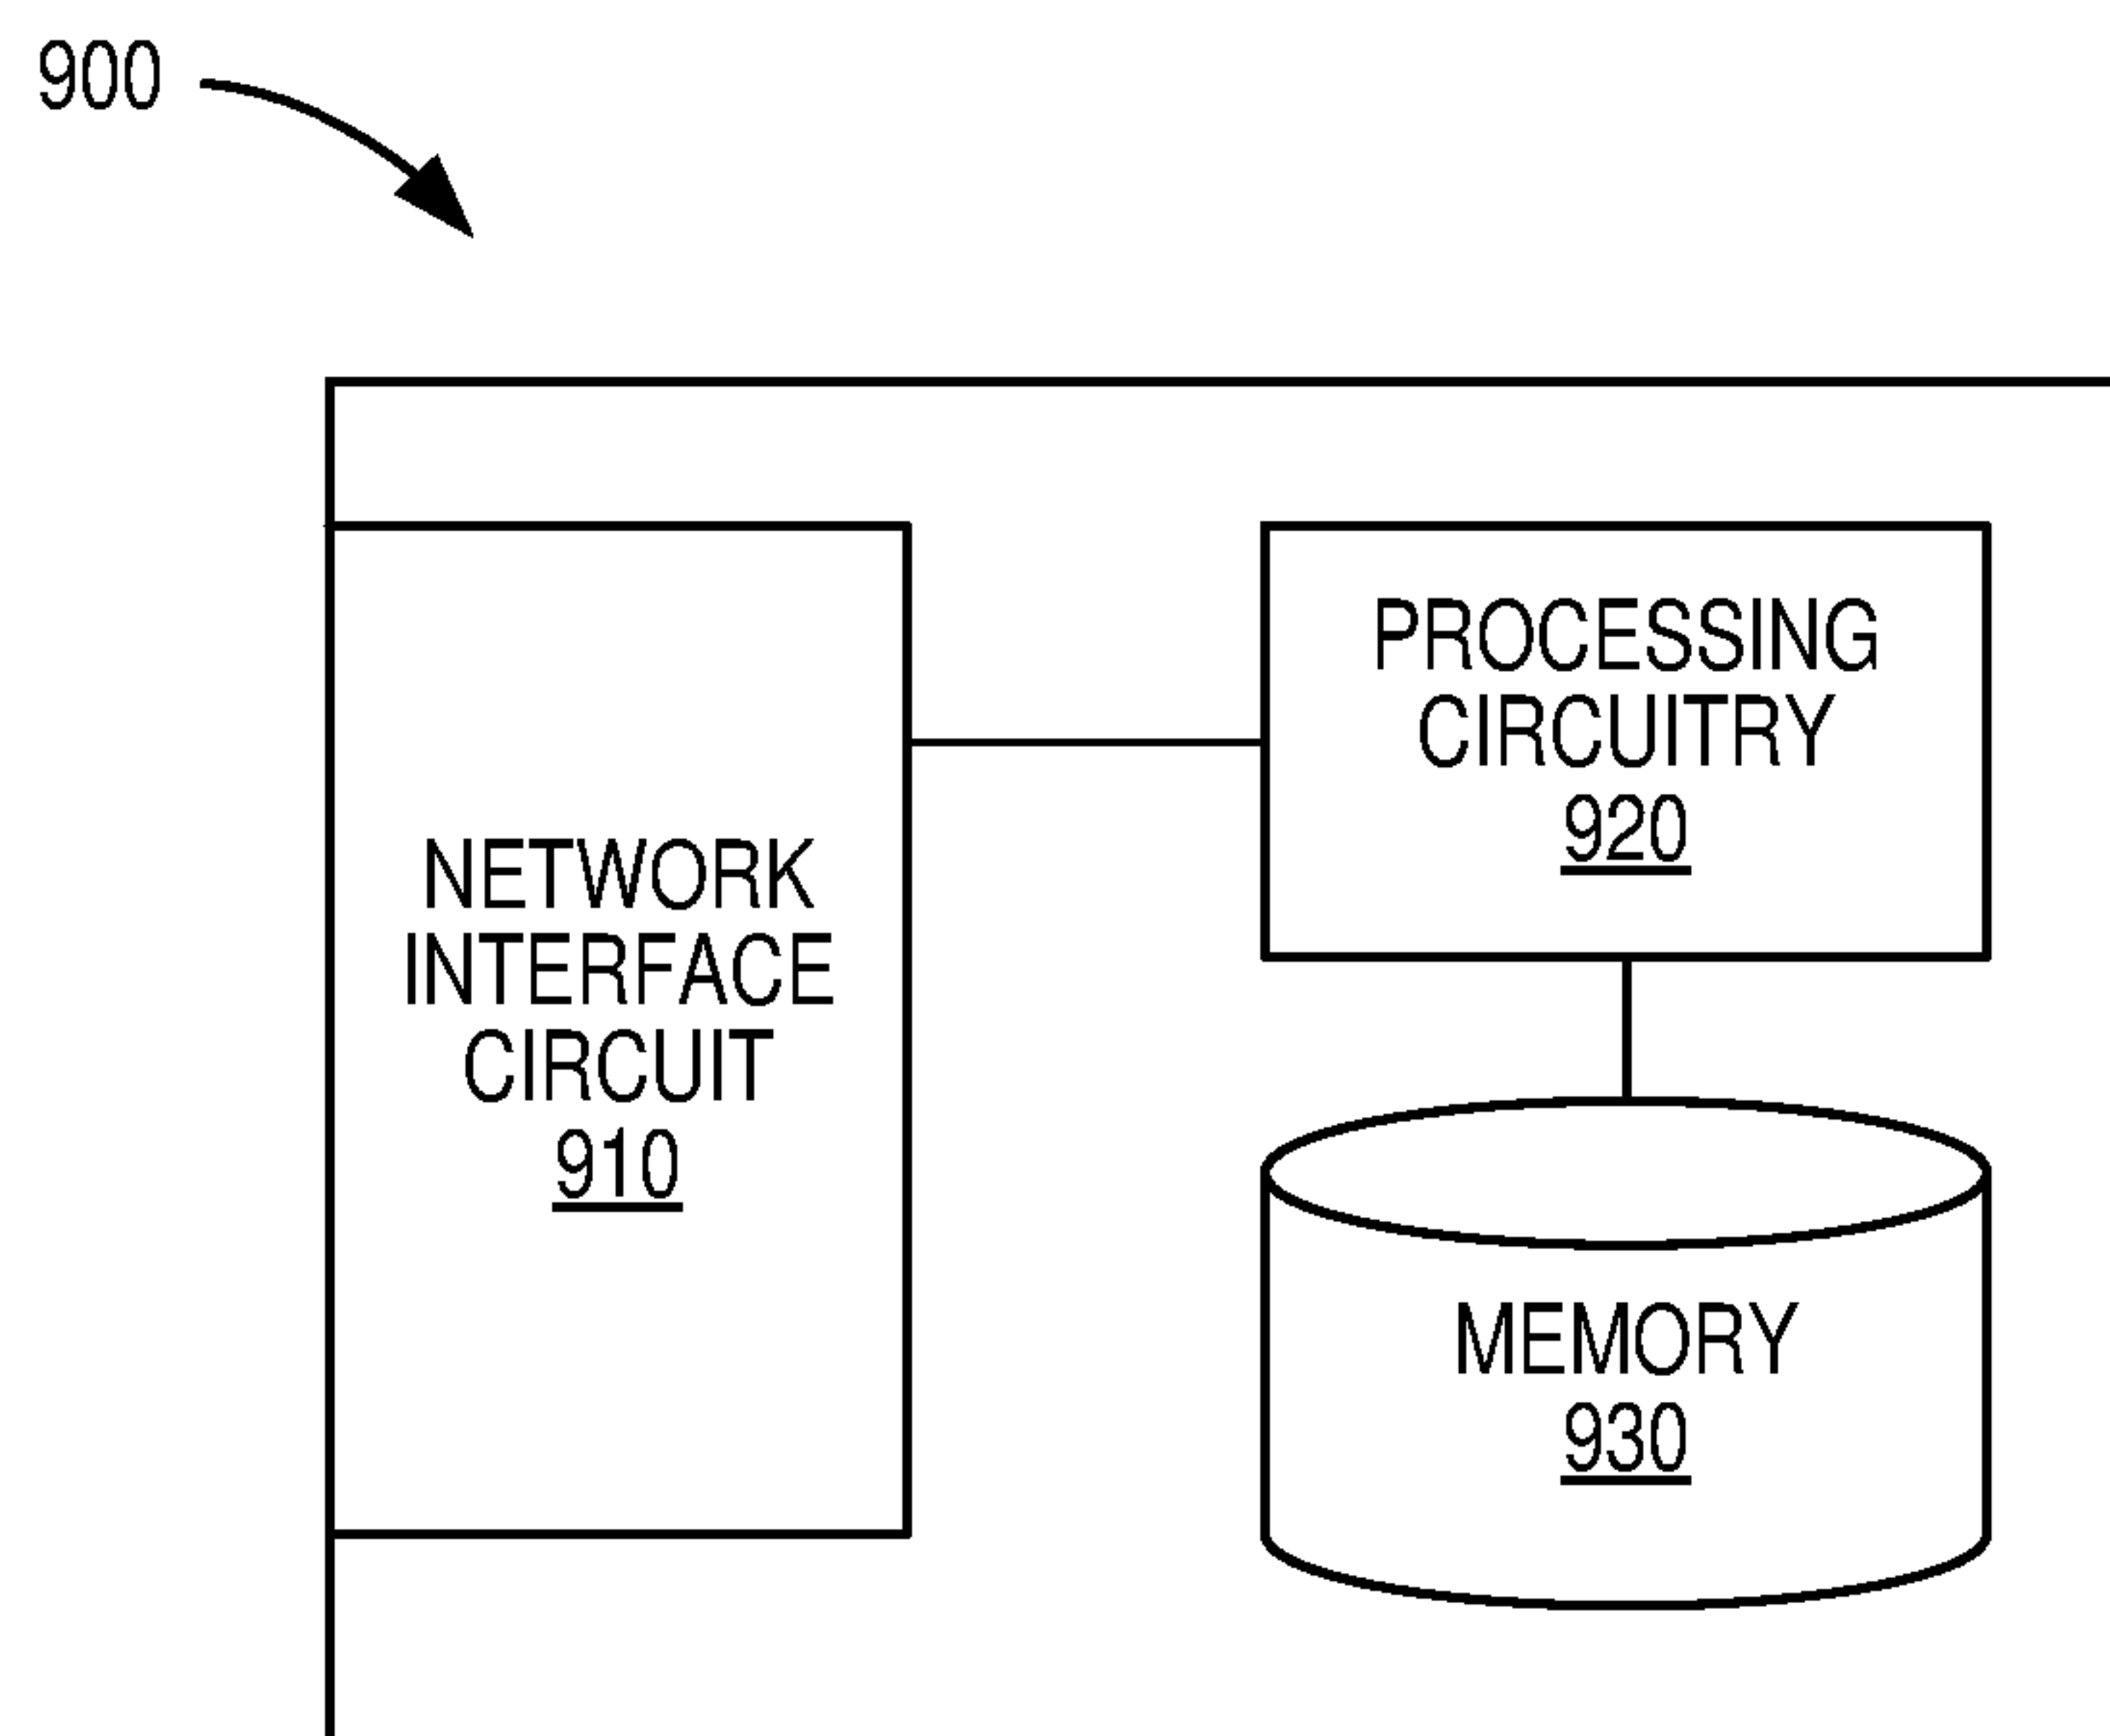 900
NETWORK
INTERFACE
CIRCUIT
910
PROCESSING
CIRCUITRY
920
MEMORY
930